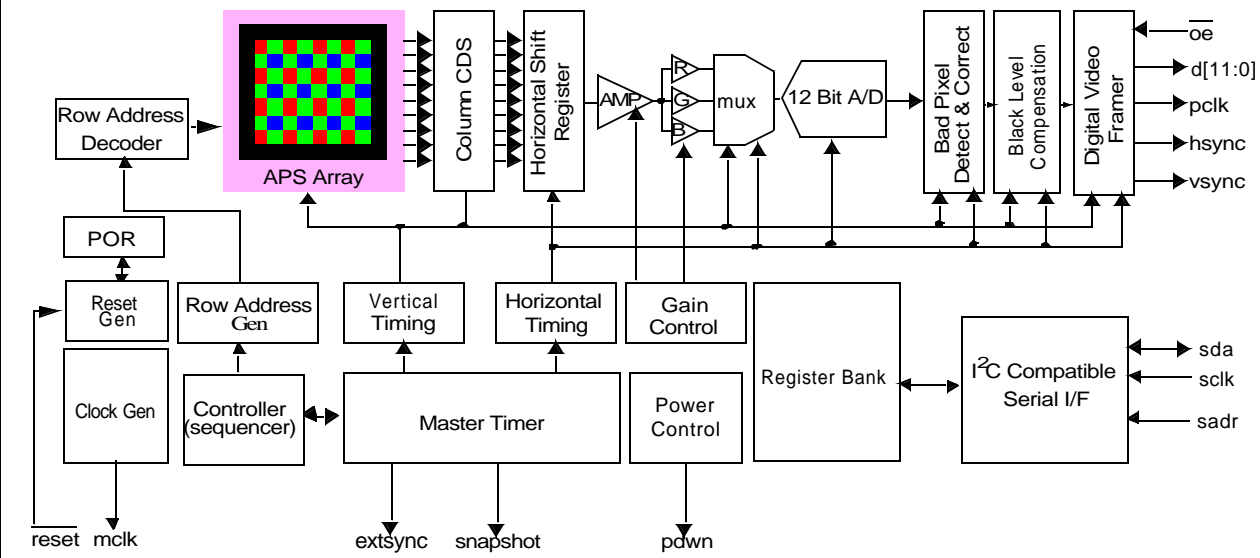 Row Address
Decoder
APS Array
Column CDS
Horizontal Shift
Register
AMP
R
G
B
mux
12 Bit A/D
Bad Pixel
Detect & Correct
Black Level
Compensation
Digital Video
Framer
oe
d[11:0]
pclk
hsync
vsync
POR
Reset
Gen
Row Address
Gen
Vertical
Timing
Horizontal
Timing
Gain
Control
Clock Gen
Controller
(sequencer)
Master Timer
Power
Control
Register Bank
I²C Compatible
Serial I/F
sda
sclk
sadr
reset
mclk
extsync
snapshot
pdwn